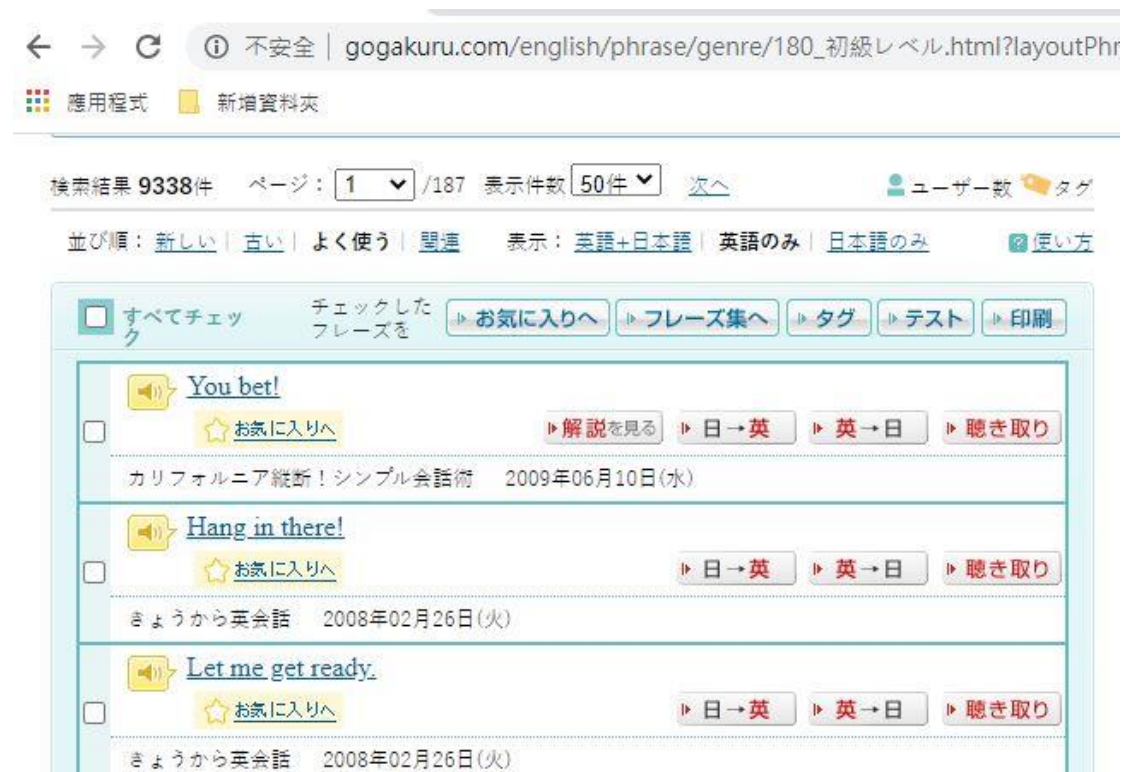 不安全 | gogakuru.com/english/phrase/genre/180_初級レベル.html?layoutPhr
應用程式 新增資料夾
検索結果 9338件 ページ: 1 /187 表示件数 50件 次へ ユーザー数 タグ
並び順: 新しい | 古い | よく使う | 関連 表示: 英語+日本語 | 英語のみ | 日本語のみ 使い方
すべてチェッ
ク
チェックした
フレーズを
お気に入りへ フレーズ集へ タグ テスト 印刷
You bet!
お気に入りへ 解説を見る 日→英 英→日 聴き取り
カリフォルニア縦断!シンプル会話術 2009年06月10日(水)
Hang in there!
お気に入りへ 日→英 英→日 聴き取り
きょうから英会話 2008年02月26日(火)
Let me get ready.
お気に入りへ 日→英 英→日 聴き取り
きょうから英会話 2008年02月26日(火)